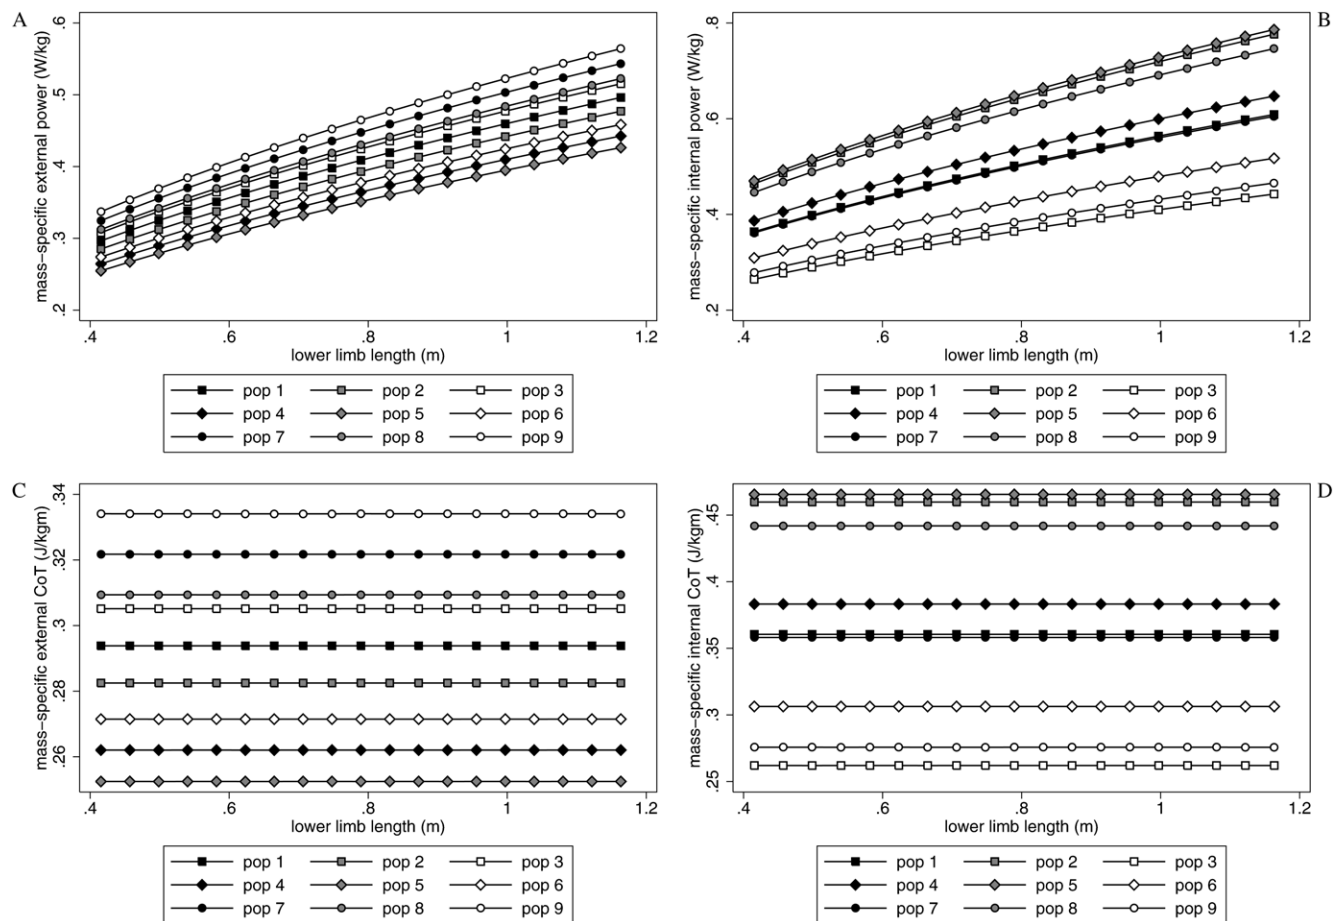 A
mass−specific external power (W/kg)
.6
.5
.4
.3
.2
.4 .6 .8 1 1.2
lower limb length (m)
pop 1 pop 2 pop 3
pop 4 pop 5 pop 6
pop 7 pop 8 pop 9
B
mass−specific internal power (W/kg)
.8
.6
.4
.2
.4 .6 .8 1 1.2
lower limb length (m)
pop 1 pop 2 pop 3
pop 4 pop 5 pop 6
pop 7 pop 8 pop 9
C
mass−specific external CoT (J/kgm)
.34
.32
.3
.28
.26
.4 .6 .8 1 1.2
lower limb length (m)
pop 1 pop 2 pop 3
pop 4 pop 5 pop 6
pop 7 pop 8 pop 9
D
mass−specific internal CoT (J/kgm)
.45
.4
.35
.3
.25
.4 .6 .8 1 1.2
lower limb length (m)
pop 1 pop 2 pop 3
pop 4 pop 5 pop 6
pop 7 pop 8 pop 9